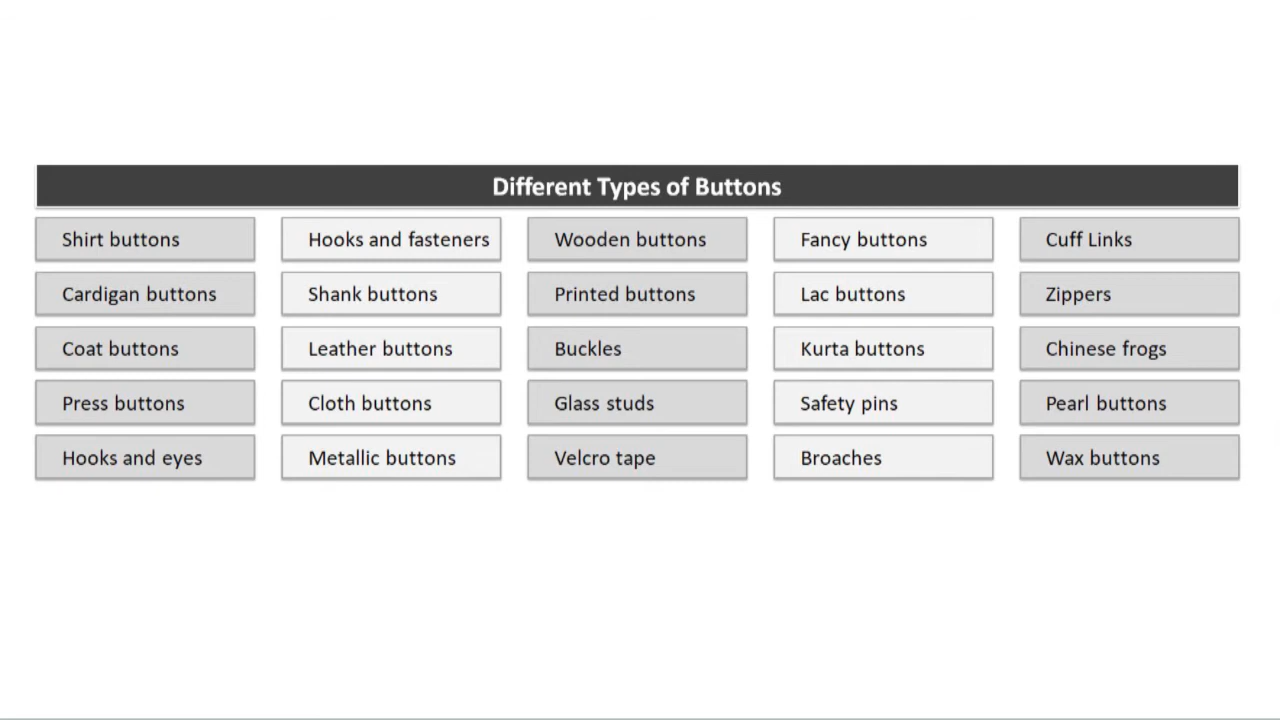 Different Types of Buttons
Shirt buttons
Hooks and fasteners
Wooden buttons
Fancy buttons
Cuff Links
Cardigan buttons
Shank buttons
Printed buttons
Lac buttons
Zippers
Coat buttons
Leather buttons
Buckles
Kurta buttons
Chinese frogs
Press buttons
Cloth buttons
Glass studs
Safety pins
Pearl buttons
Hooks and eyes
Metallic buttons
Velcro tape
Broaches
Wax buttons